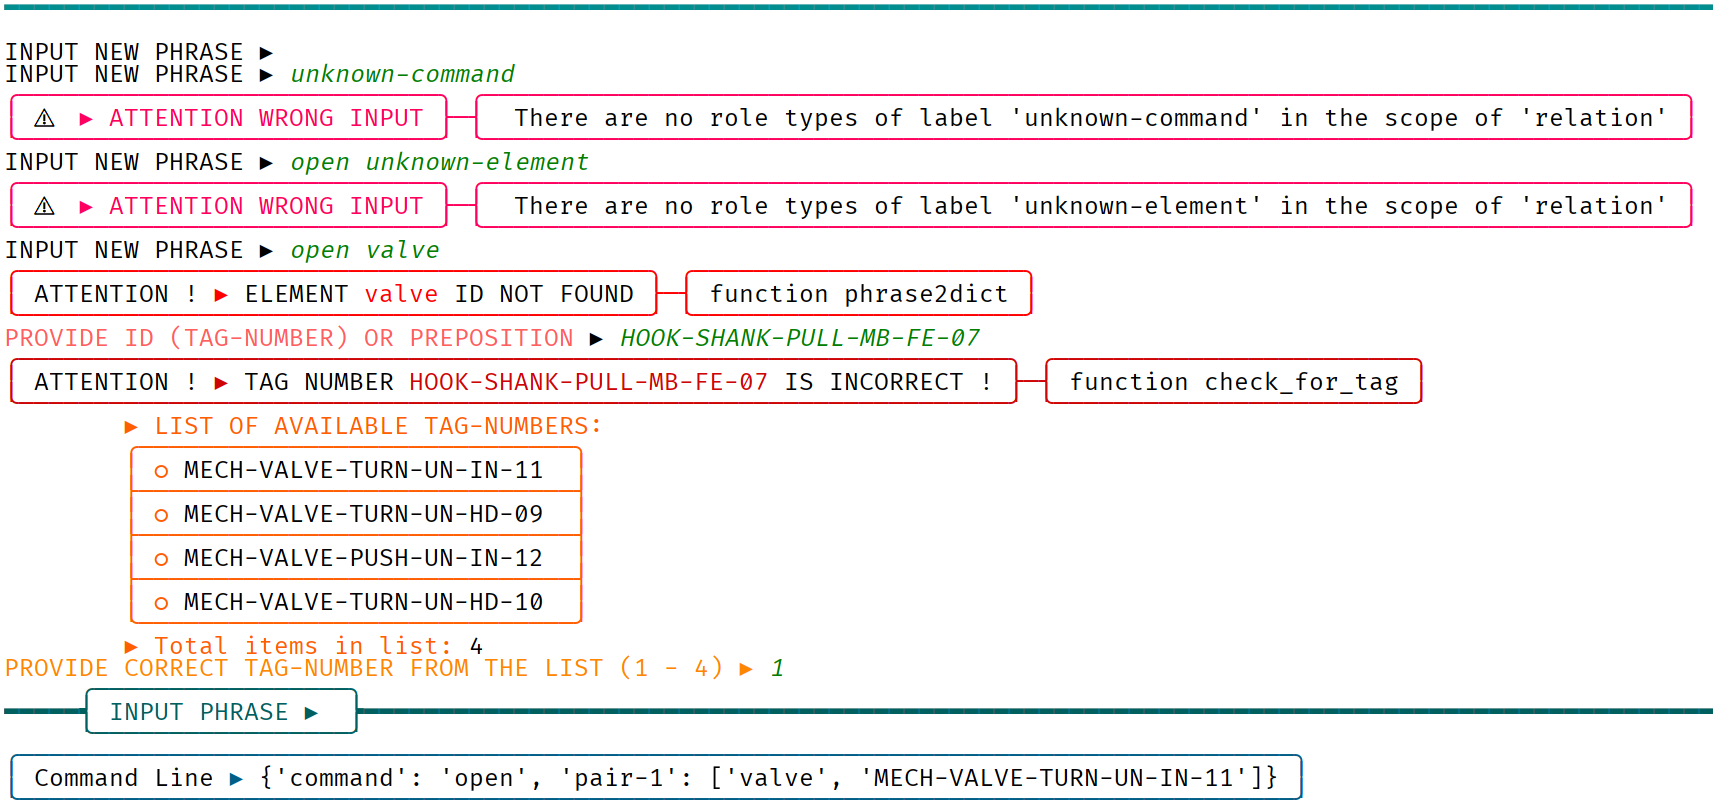 INPUT NEW PHRASE ►
INPUT NEW PHRASE ► unknown-command
⚠ ► ATTENTION WRONG INPUT There are no role types of label 'unknown-command' in the scope of 'relation'
INPUT NEW PHRASE ► open unknown-element
⚠ ► ATTENTION WRONG INPUT There are no role types of label 'unknown-element' in the scope of 'relation'
INPUT NEW PHRASE ► open valve
ATTENTION ! ► ELEMENT valve ID NOT FOUND function phrase2dict
PROVIDE ID (TAG-NUMBER) OR PREPOSITION ► HOOK-SHANK-PULL-MB-FE-07
ATTENTION ! ► TAG NUMBER HOOK-SHANK-PULL-MB-FE-07 IS INCORRECT ! function check_for_tag
► LIST OF AVAILABLE TAG-NUMBERS:
○ MECH-VALVE-TURN-UN-IN-11
○ MECH-VALVE-TURN-UN-HD-09
○ MECH-VALVE-PUSH-UN-IN-12
○ MECH-VALVE-TURN-UN-HD-10
► Total items in list: 4
PROVIDE CORRECT TAG-NUMBER FROM THE LIST (1 - 4) ► 1
INPUT PHRASE ►
Command Line ► {'command': 'open', 'pair-1': ['valve', 'MECH-VALVE-TURN-UN-IN-11']}